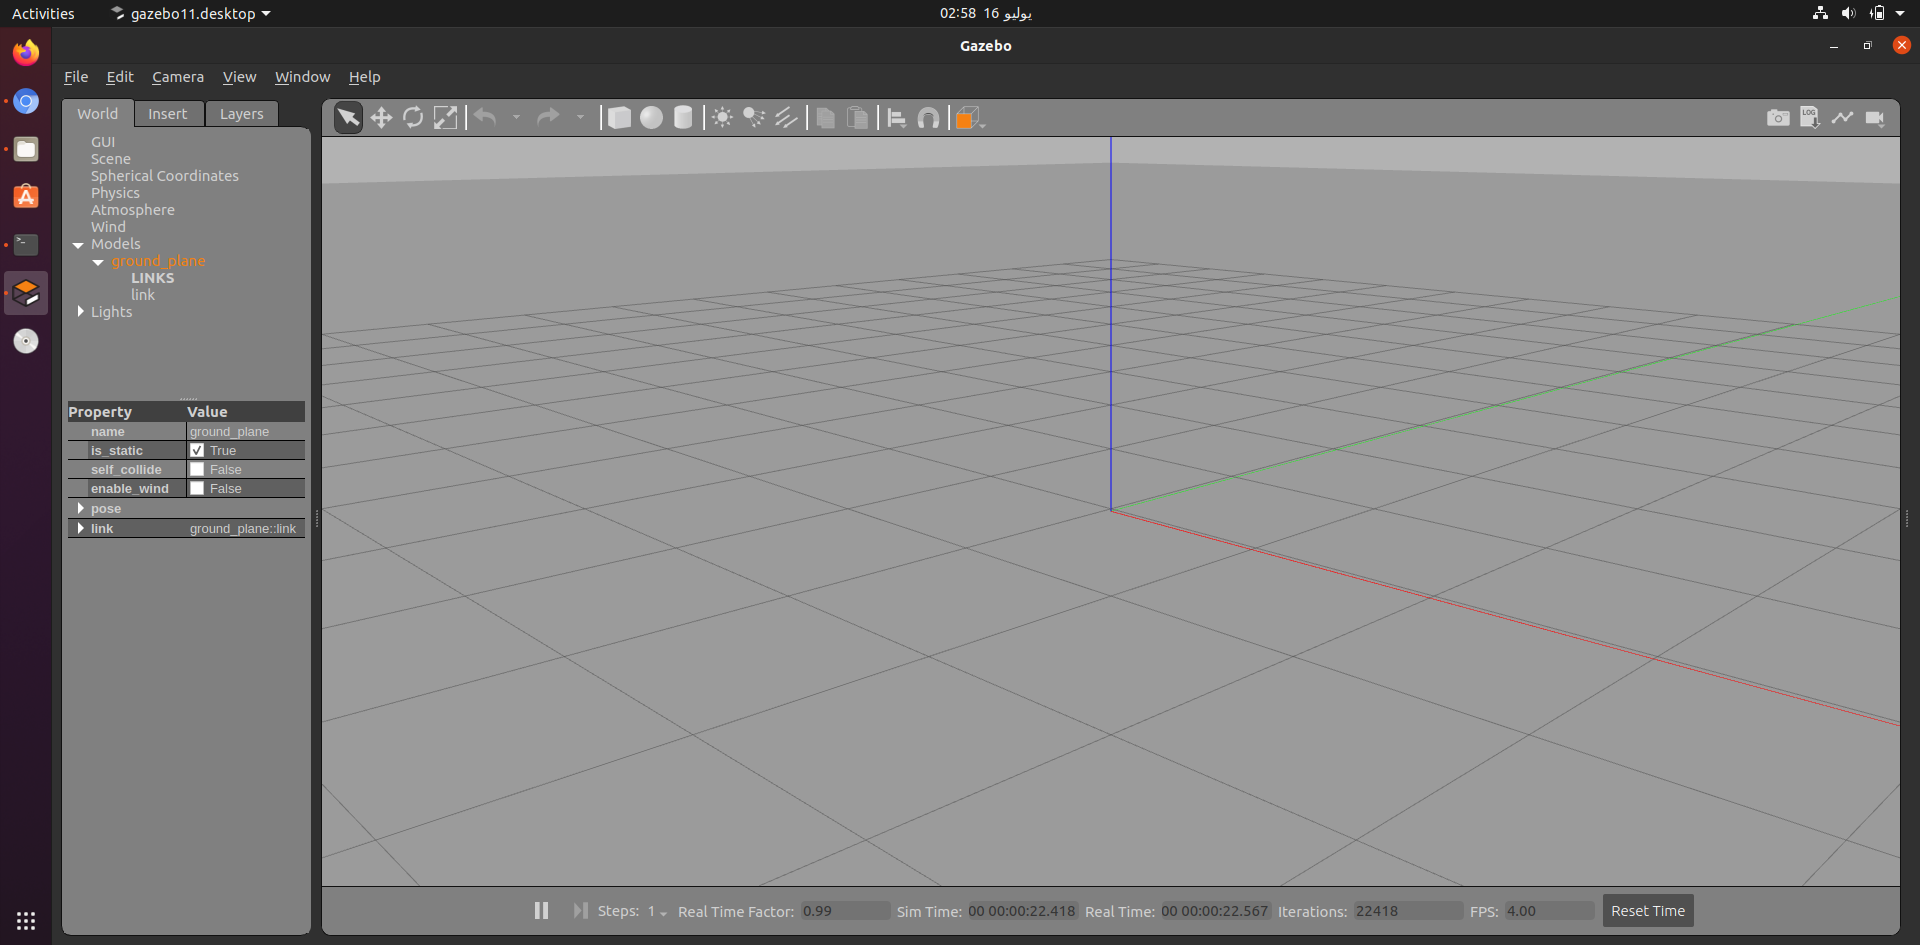 Activities
gazebo11.desktop
02:58 16 يوليو
Gazebo
File Edit Camera View Window Help
World Insert Layers
GUI
Scene
Spherical Coordinates
Physics
Atmosphere
Wind
Models
ground_plane
LINKS
link
Lights
Property Value
name ground_plane
is_static True
self_collide False
enable_wind False
pose
link ground_plane::link
LOG
Steps: 1 Real Time Factor: 0.99 Sim Time: 00 00:00:22.418 Real Time: 00 00:00:22.567 Iterations: 22418 FPS: 4.00 Reset Time